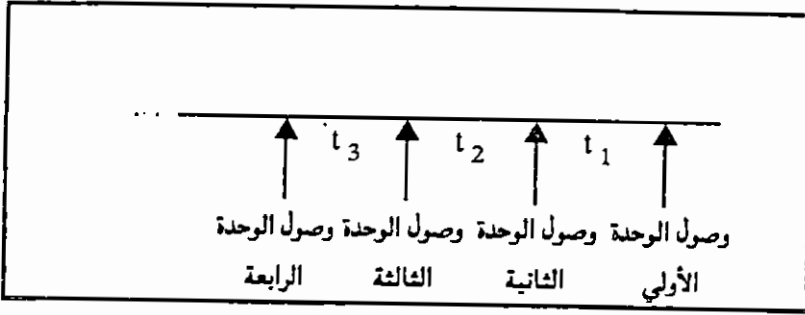 t 1 t 2 t 3 ...
وصول الوحدة وصول الوحدة وصول الوحدة وصول الوحدة
الأولي الثانية الثالثة الرابعة